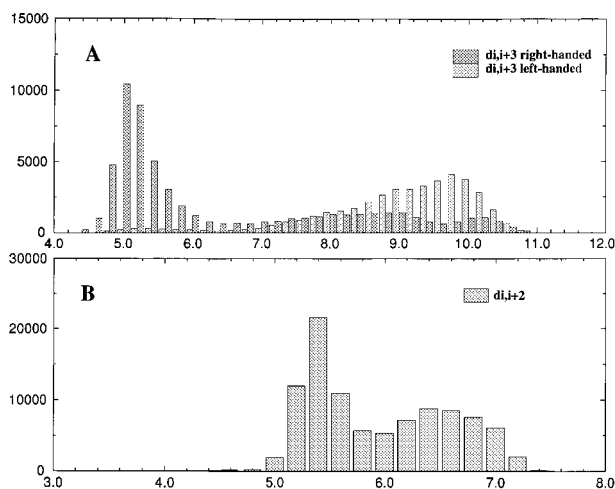 15000
A
di,i+3 right-handed
di,i+3 left-handed
10000
5000
0
4.0 5.0 6.0 7.0 8.0 9.0 10.0 11.0 12.0
30000
B
di,i+2
20000
10000
0
3.0 4.0 5.0 6.0 7.0 8.0